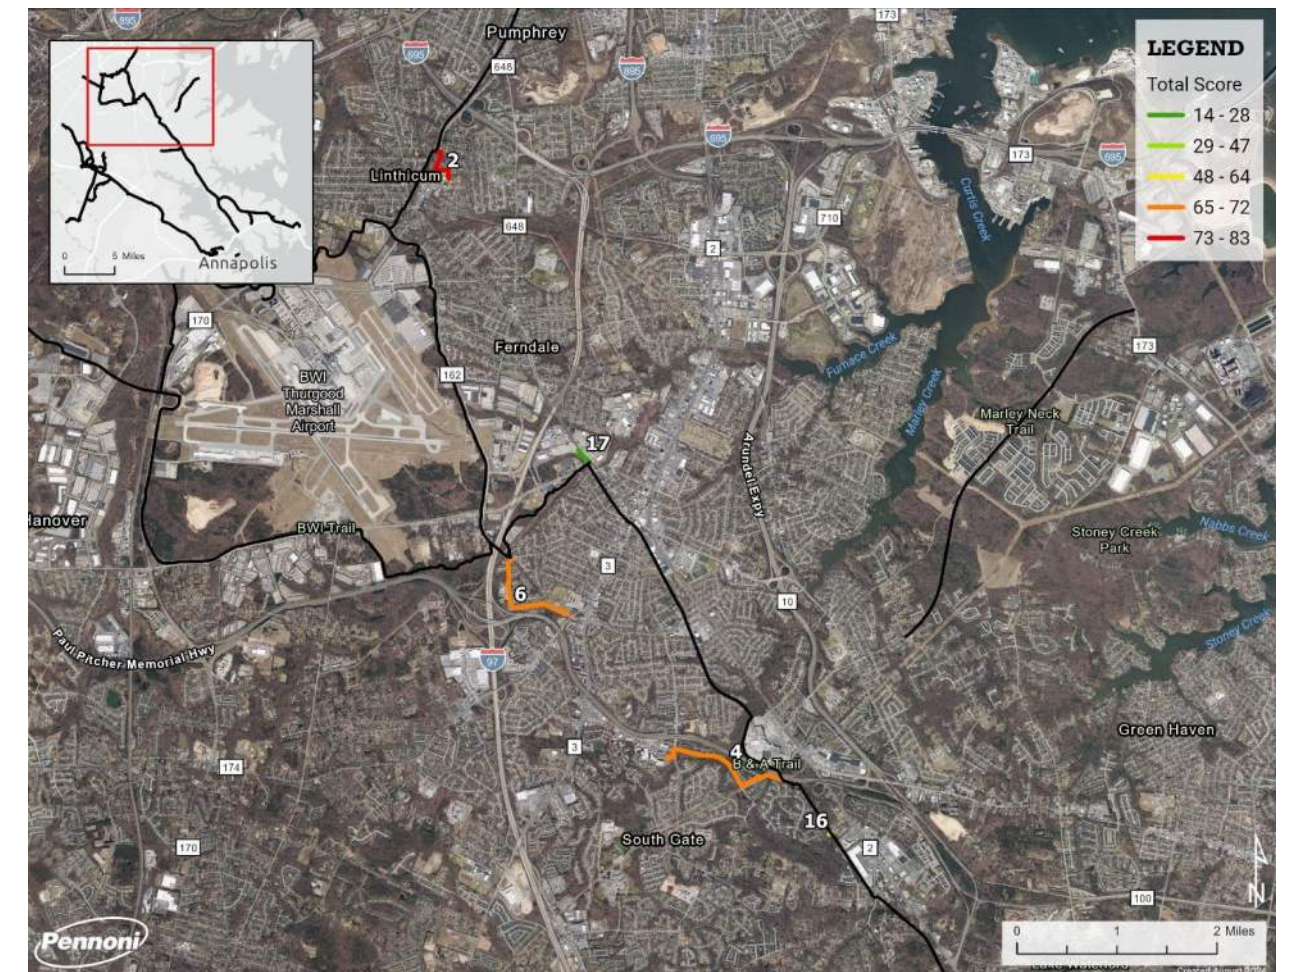 895
173
LEGEND
Total Score
14 - 28
29 - 47
48 - 64
65 - 72
73 - 83
Pumphrey
695
648
895
695
173
695
2
Linthicum
0
5 Miles
Annapolis
648
710
2
Curtis Creek
170
Ferndale
162
Furnace Creek
Marley Creek
173
BWI
Thurgood
Marshall
Airport
Marley Neck
Trail
17
Arundel Expy
Hanover
BWI Trail
Stoney Creek
Park
Nabbs Creek
3
6
10
Stoney Creek
Paul Pitcher Memorial Hwy
97
Green Haven
3
4
B & A Trail
174
16
South Gate
170
2
100
N
Pennoni
0
1
2 Miles